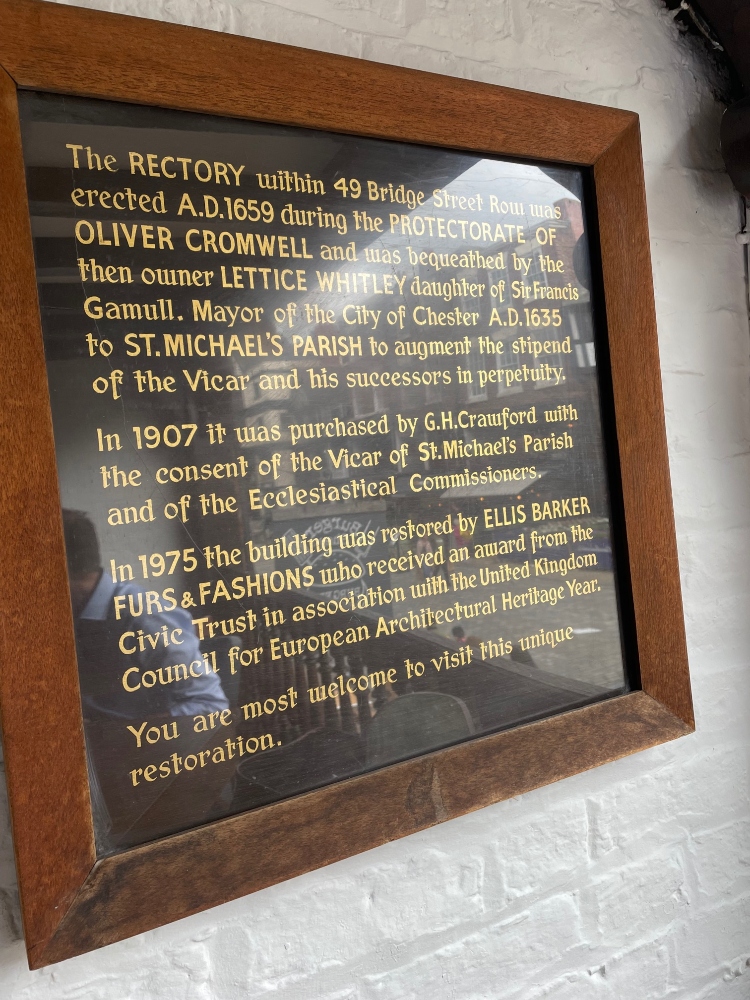 The RECTORY within 49 Bridge Street Row was
erected A.D.1659 during the PROTECTORATE OF
OLIVER CROMWELL and was bequeathed by the
then owner LETTICE WHITLEY daughter of Sir Francis
Gamull. Mayor of the City of Chester A.D.1635
to ST. MICHAEL'S PARISH to augment the stipend
of the Vicar and his successors in perpetuity.
In 1907 it was purchased by G.H.Crawford with
the consent of the Vicar of St.Michael's Parish
and of the Ecclesiastical Commissioners.
In 1975 the building was restored by ELLIS BARKER
FURS & FASHIONS who received an award from the
Civic Trust in association with the United Kingdom
Council for European Architectural Heritage Year.
You are most welcome to visit this unique
restoration.